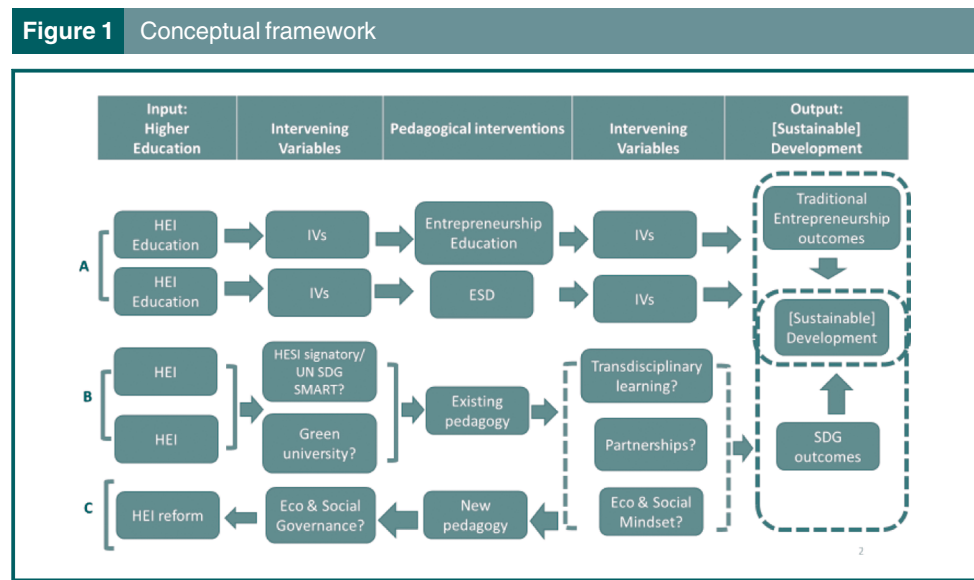 Figure 1 Conceptual framework
Input:
Higher
Education
Intervening
Variables
Pedagogical interventions
Intervening
Variables
Output:
[Sustainable]
Development
A
HEI
Education
IVs
Entrepreneurship
Education
IVs
Traditional
Entrepreneurship
outcomes
HEI
Education
IVs
ESD
IVs
[Sustainable]
Development
B
HEI
HEI
HESI signatory/
UN SDG
SMART?
Green
university?
Existing
pedagogy
Transdisciplinary
learning?
Partnerships?
Eco & Social
Mindset?
SDG
outcomes
C
HEI reform
Eco & Social
Governance?
New
pedagogy
2